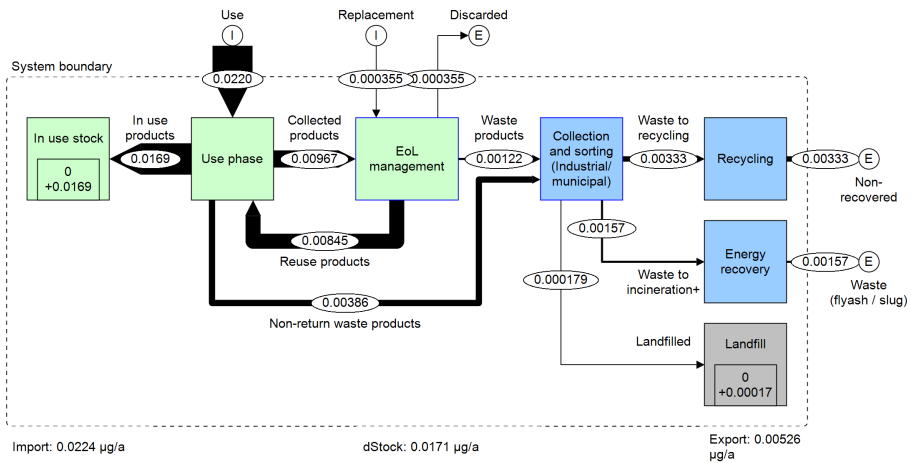 Use
Replacement
Discarded
I
I
E
0.0220
0.000355
0.000355
System boundary
In use stock
0
+0.0169
In use
products
0.0169
Use phase
Collected
products
0.00967
EoL
management
Waste
products
0.00122
Collection
and sorting
(Industrial/
municipal)
Waste to
recycling
0.00333
Recycling
0.00333
E
Non-
recovered
0.00845
Reuse products
0.00386
Non-return waste products
0.00157
Waste to
incineration+
Energy
recovery
0.00157
E
Waste
(flyash / slug)
0.000179
Landfilled
Landfill
0
+0.00017
Import: 0.0224 µg/a
dStock: 0.0171 µg/a
Export: 0.00526
µg/a